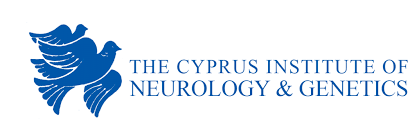 THE CYPRUS INSTITUTE OF
NEUROLOGY & GENETICS